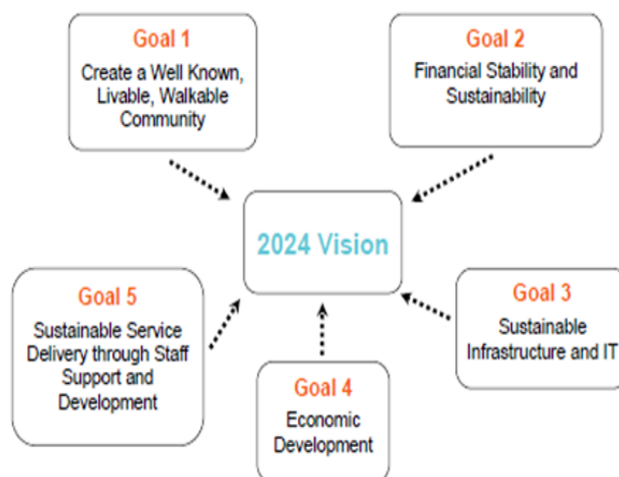 Goal 1
Create a Well Known,
Livable, Walkable
Community
Goal 2
Financial Stability and
Sustainability
2024 Vision
Goal 5
Sustainable Service
Delivery through Staff
Support and
Development
Goal 3
Sustainable
Infrastructure and IT
Goal 4
Economic
Development